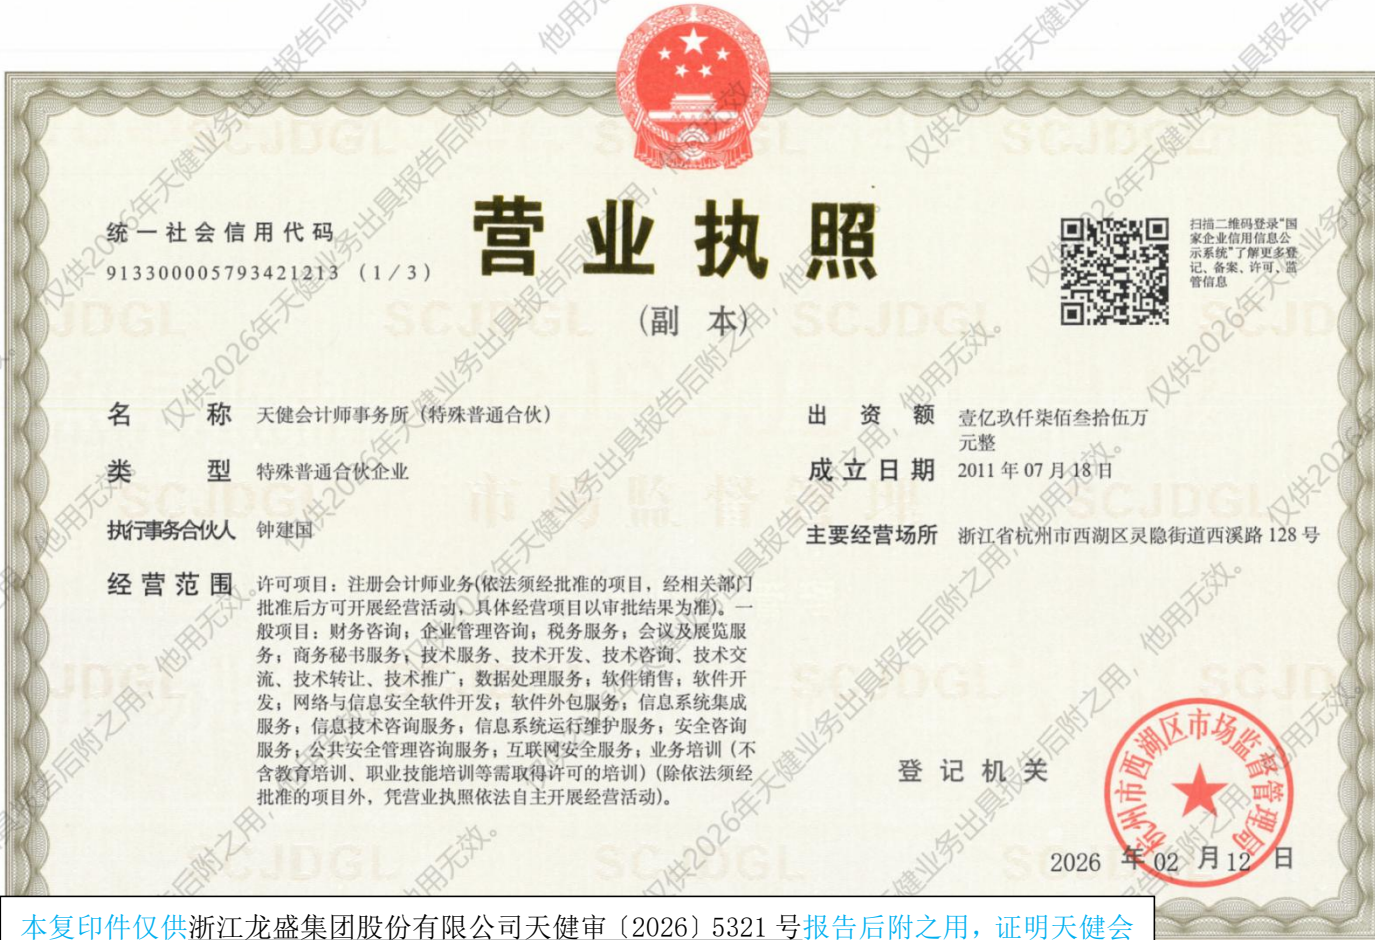 营业执照
(副 本)
统一社会信用代码
913300005793421213 (1/3)
扫描二维码登录“国
家企业信用信息公
示系统”了解更多登
记、备案、许可、监
管信息
名 称 天健会计师事务所（特殊普通合伙）
类 型 特殊普通合伙企业
执行事务合伙人 钟建国
经营范围 许可项目：注册会计师业务(依法须经批准的项目，经相关部门
批准后方可开展经营活动，具体经营项目以审批结果为准)。一
般项目：财务咨询；企业管理咨询；税务服务；会议及展览服
务；商务秘书服务；技术服务、技术开发、技术咨询、技术交
流、技术转让、技术推广；数据处理服务；软件销售；软件开
发；网络与信息安全软件开发；软件外包服务；信息系统集成
服务；信息技术咨询服务；信息系统运行维护服务；安全咨询
服务；公共安全管理咨询服务；互联网安全服务；业务培训（不
含教育培训、职业技能培训等需取得许可的培训）(除依法须经
批准的项目外，凭营业执照依法自主开展经营活动)。
出 资 额 壹亿玖仟柒佰叁拾伍万
元整
成立日期 2011 年 07 月 18 日
主要经营场所 浙江省杭州市西湖区灵隐街道西溪路 128 号
登记机关
杭州市西湖区市场监督管理局
2026 年 02 月 12 日
仅供2026年天健业务出具报告后附之用，他用无效。
SCJDGL
市场监督管理
本复印件仅供浙江龙盛集团股份有限公司天健审〔2026〕5321 号报告后附之用，证明天健会